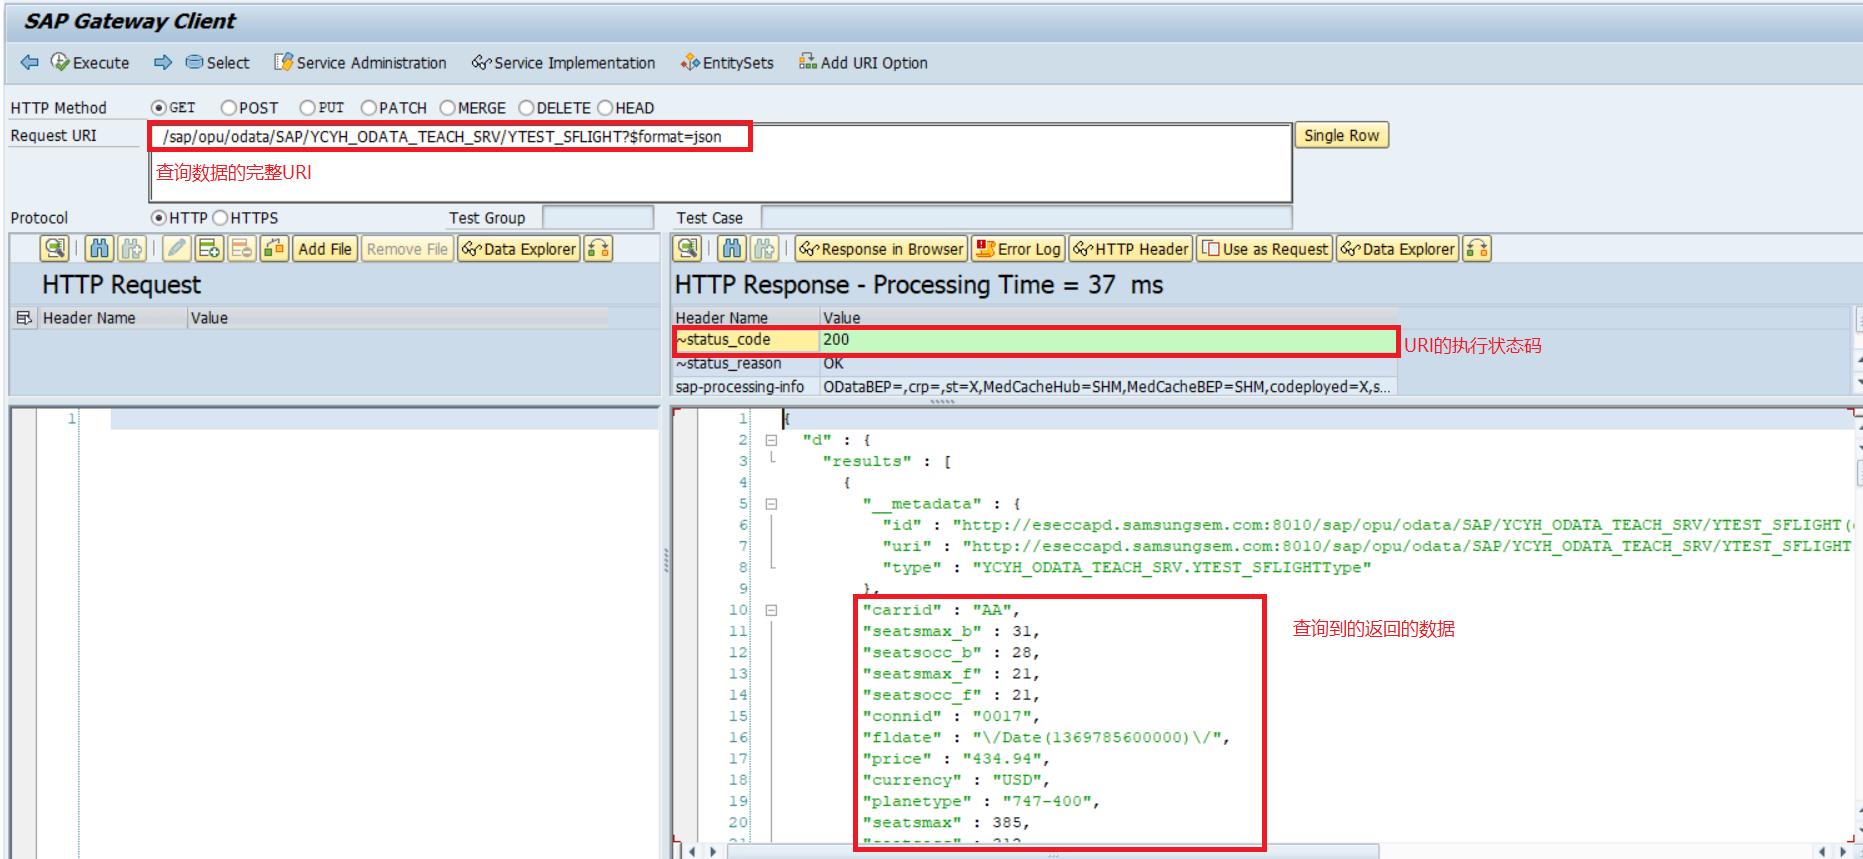 SAP Gateway Client
Execute Select Service Administration Service Implementation EntitySets Add URI Option
HTTP Method GET POST PUT PATCH MERGE DELETE HEAD
Request URI /sap/opu/odata/SAP/YCYH_ODATA_TEACH_SRV/YTEST_SFLIGHT?$format=json Single Row
查询数据的完整URI
Protocol HTTP HTTPS Test Group Test Case
Add File Remove File Data Explorer
Response in Browser Error Log HTTP Header Use as Request Data Explorer
HTTP Request
HTTP Response - Processing Time = 37 ms
Header Name Value
Header Name Value
~status_code 200
URI的执行状态码
~status_reason OK
sap-processing-info ODataBEP=,crp=,st=X,MedCacheHub=SHM,MedCacheBEP=SHM,codeployed=X,s...
1
1 {
2 "d" : {
3 "results" : [
4 {
5 "__metadata" : {
6 "id" : "http://eseccapd.samsungsem.com:8010/sap/opu/odata/SAP/YCYH_ODATA_TEACH_SRV/YTEST_SFLIGHT(
7 "uri" : "http://eseccapd.samsungsem.com:8010/sap/opu/odata/SAP/YCYH_ODATA_TEACH_SRV/YTEST_SFLIGHT
8 "type" : "YCYH_ODATA_TEACH_SRV.YTEST_SFLIGHTType"
9 },
10 "carrid" : "AA",
11 "seatsmax_b" : 31,
12 "seatsocc_b" : 28,
13 "seatsmax_f" : 21,
14 "seatsocc_f" : 21,
15 "connid" : "0017",
16 "fldate" : "\/Date(1369785600000)\/",
17 "price" : "434.94",
18 "currency" : "USD",
19 "planetype" : "747-400",
20 "seatsmax" : 385,
查询到的返回的数据